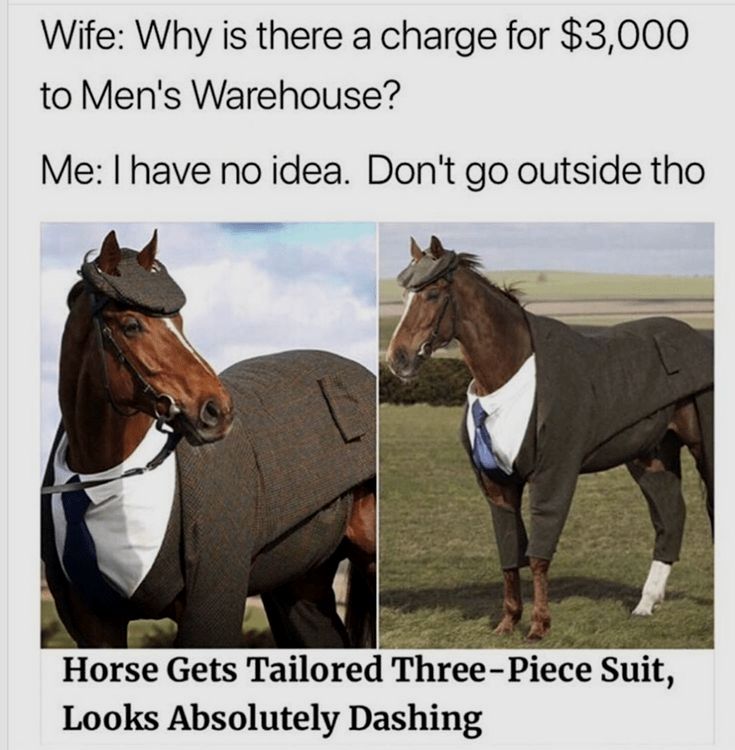 Wife: Why is there a charge for $3,000
to Men's Warehouse?
Me: I have no idea.  Don't go outside tho
Horse Gets Tailored Three-Piece Suit,
Looks Absolutely Dashing